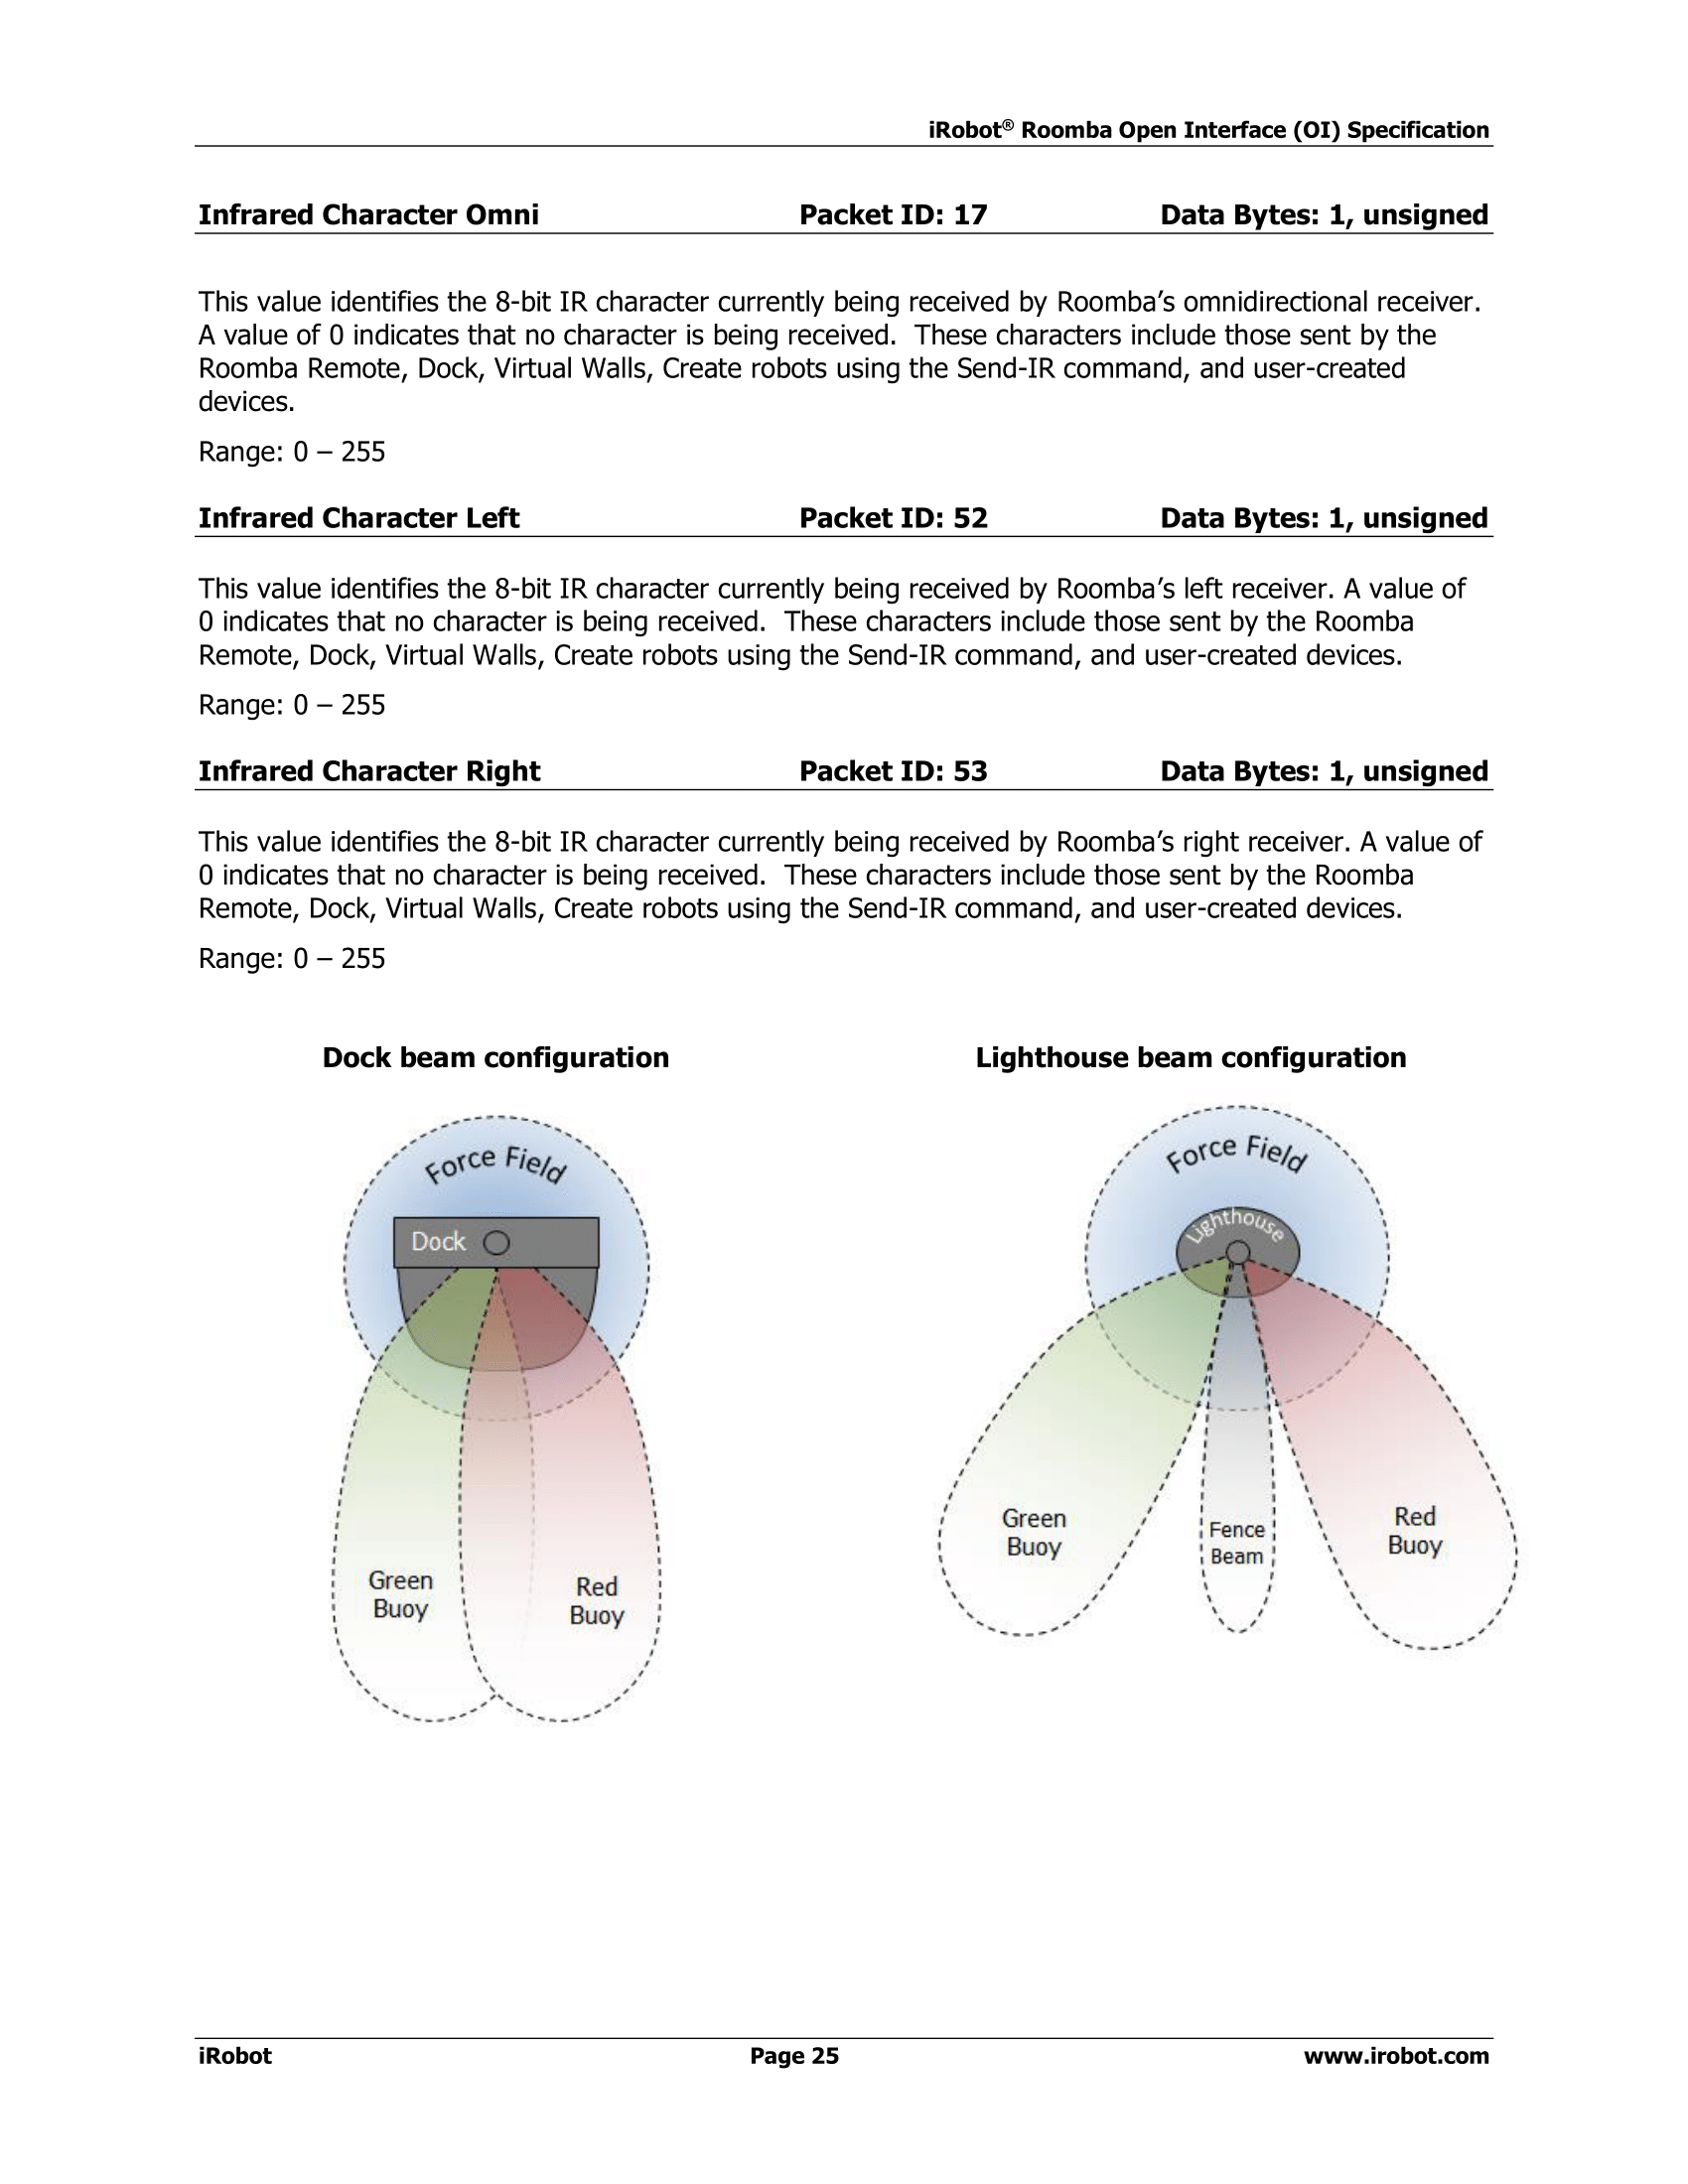 iRobot® Roomba Open Interface (OI) Specification
Infrared Character Omni Packet ID: 17 Data Bytes: 1, unsigned
This value identifies the 8-bit IR character currently being received by Roomba’s omnidirectional receiver.
A value of 0 indicates that no character is being received.  These characters include those sent by the
Roomba Remote, Dock, Virtual Walls, Create robots using the Send-IR command, and user-created
devices.
Range: 0 – 255
Infrared Character Left Packet ID: 52 Data Bytes: 1, unsigned
This value identifies the 8-bit IR character currently being received by Roomba’s left receiver. A value of
0 indicates that no character is being received.  These characters include those sent by the Roomba
Remote, Dock, Virtual Walls, Create robots using the Send-IR command, and user-created devices.
Range: 0 – 255
Infrared Character Right Packet ID: 53 Data Bytes: 1, unsigned
This value identifies the 8-bit IR character currently being received by Roomba’s right receiver. A value of
0 indicates that no character is being received.  These characters include those sent by the Roomba
Remote, Dock, Virtual Walls, Create robots using the Send-IR command, and user-created devices.
Range: 0 – 255
Dock beam configuration
Force Field
Dock
Green
Buoy
Red
Buoy
Lighthouse beam configuration
Force Field
Lighthouse
Green
Buoy
Fence
Beam
Red
Buoy
iRobot Page 25 www.irobot.com